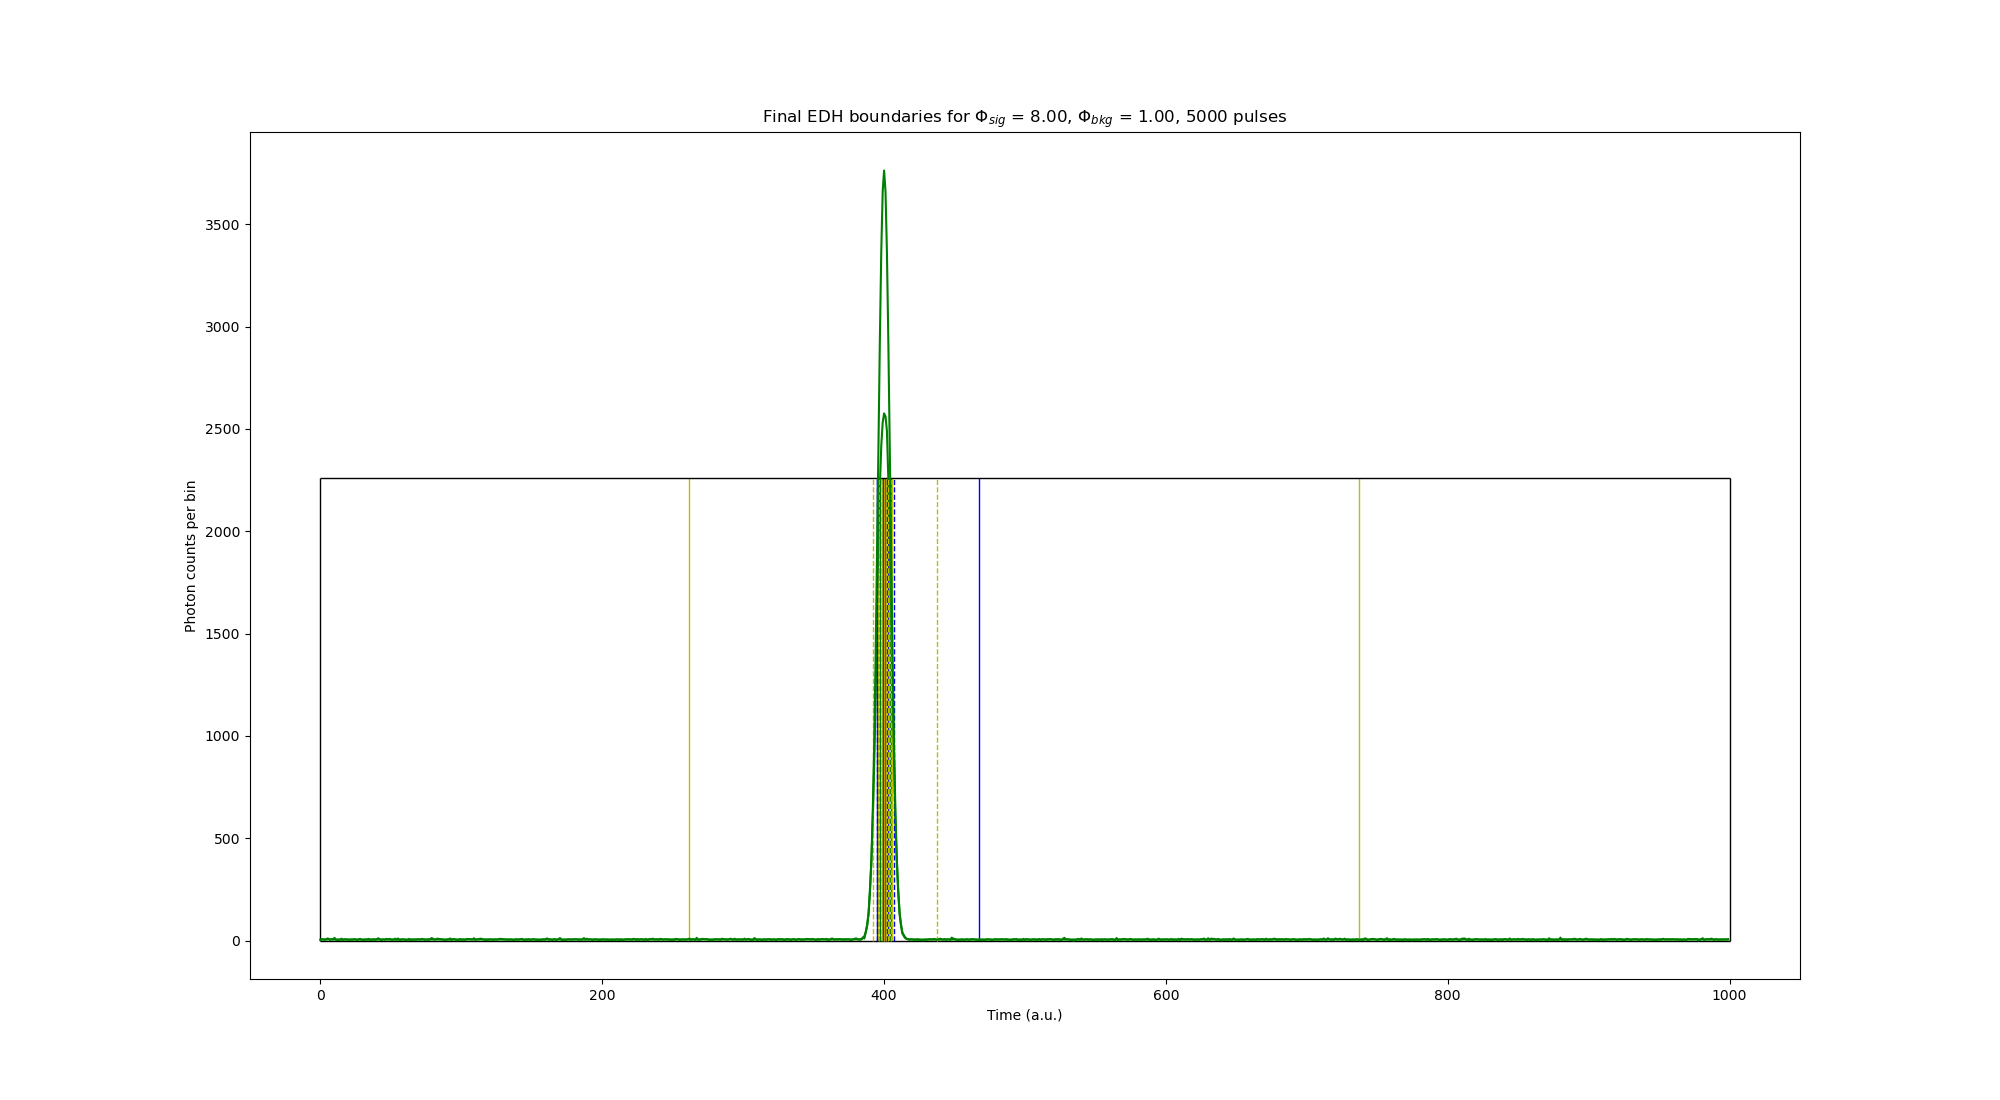 Final EDH boundaries for Φsig = 8.00, Φbkg = 1.00, 5000 pulses
Photon counts per bin
3500
3000
2500
2000
1500
1000
500
0
0 200 400 600 800 1000
Time (a.u.)